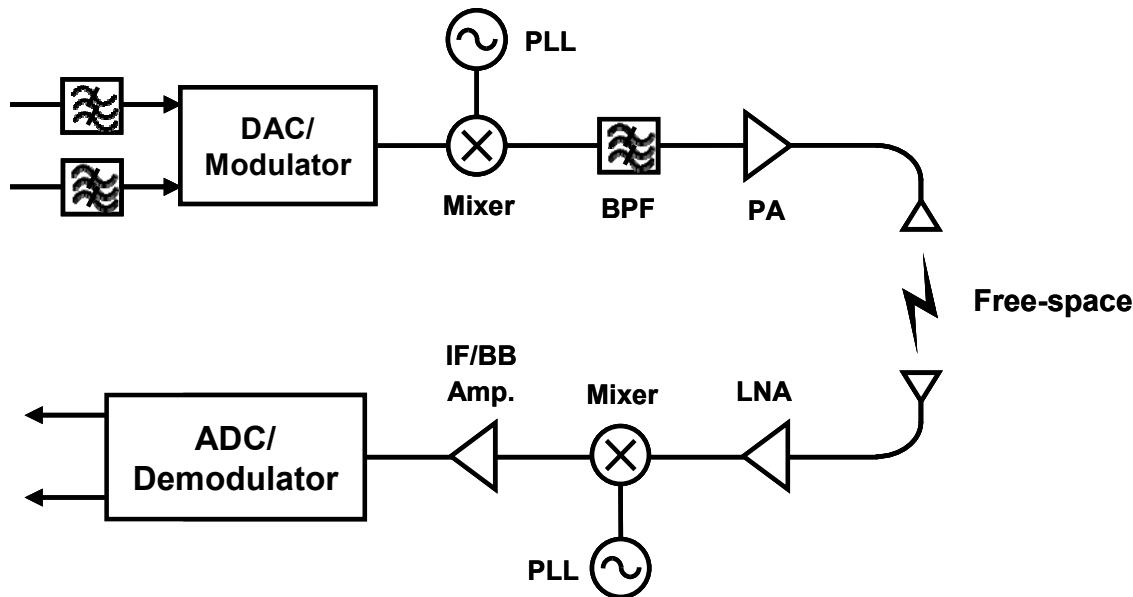 PLL
DAC/
Modulator
Mixer
BPF
PA
Free-space
IF/BB
Amp.
Mixer
LNA
ADC/
Demodulator
PLL